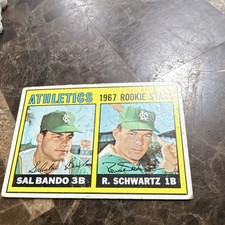 ATHLETICS
1967 ROOKIE STARS
SAL BANDO 3B
R. SCHWARTZ 1B